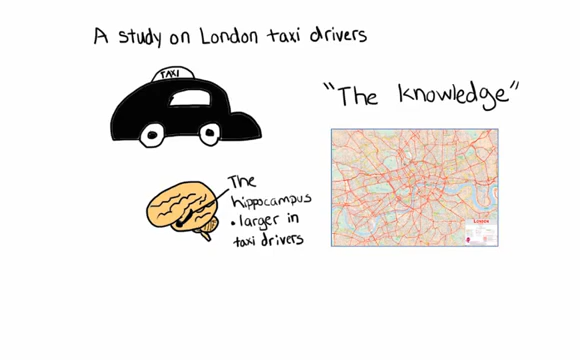 A study on London taxi drivers
TAXI
"The knowledge"
The
hippocampus
• larger in
taxi drivers
LONDON